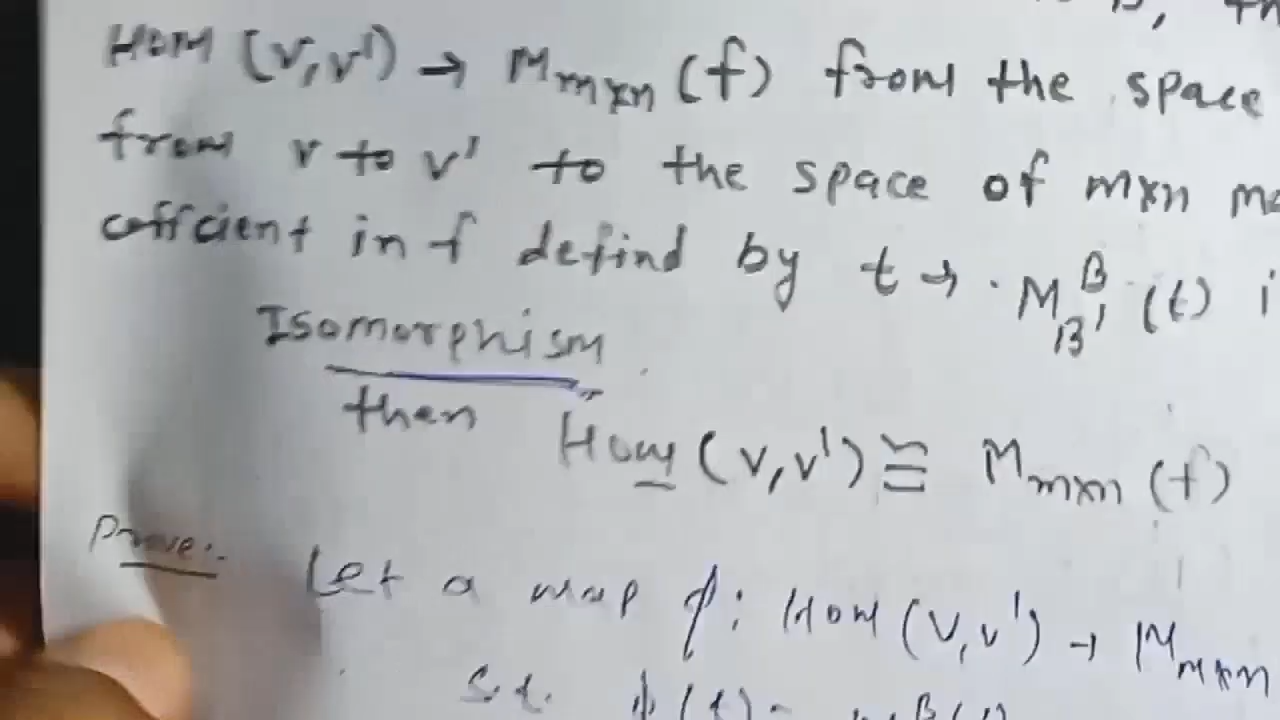 Hom (V, V') → Mmxn (f) from the space
from V to V' to the space of mxn
cofficient in f defind by t → M^β_β' (t) i
Isomorphism
then Hom (V, V') ≅ Mmxn (f)
Prove:-
Let a map φ: Hom (V, V') → Mmxn
s.t. φ(t) =